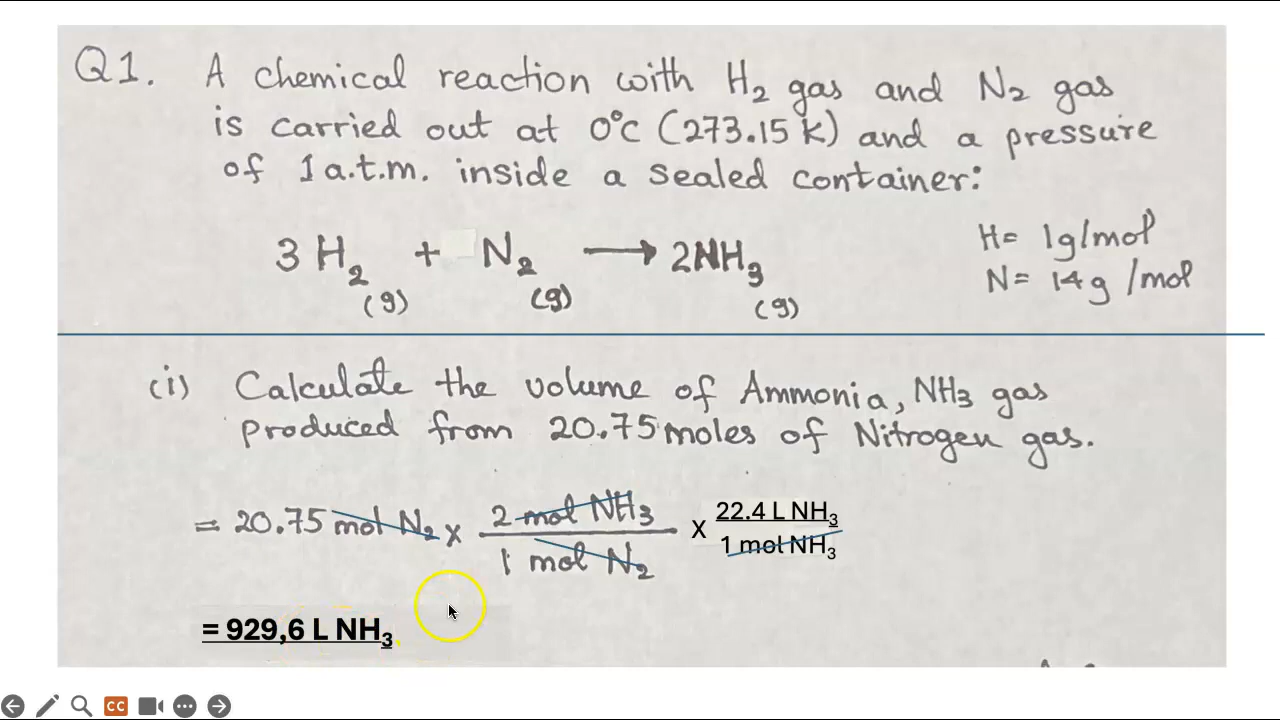 Q1. A chemical reaction with H₂ gas and N₂ gas
is carried out at 0°C (273.15 K) and a pressure
of 1 a.t.m. inside a sealed container:
3 H₂ (g) + N₂ (g) → 2NH₃ (g)
H = 1g/mol
N = 14g /mol
(i) Calculate the volume of Ammonia, NH₃ gas
produced from 20.75 moles of Nitrogen gas.
= 20.75 mol N₂ x 2 mol NH₃ / 1 mol N₂ X 22.4 L NH₃ / 1 mol NH₃
= 929,6 L NH₃
CC